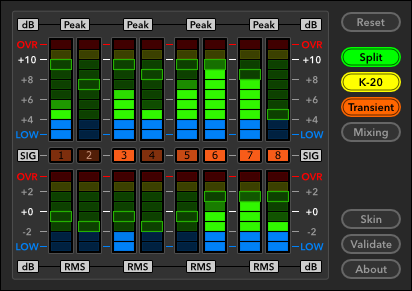 dB Peak Peak Peak Peak dB
OVR OVR
+10 +10
+8 +8
+6 +6
+4 +4
LOW LOW
SIG 1 2 3 4 5 6 7 8 SIG
OVR OVR
+2 +2
+0 +0
-2 -2
LOW LOW
dB RMS RMS RMS RMS dB
Reset
Split
K-20
Transient
Mixing
Skin
Validate
About